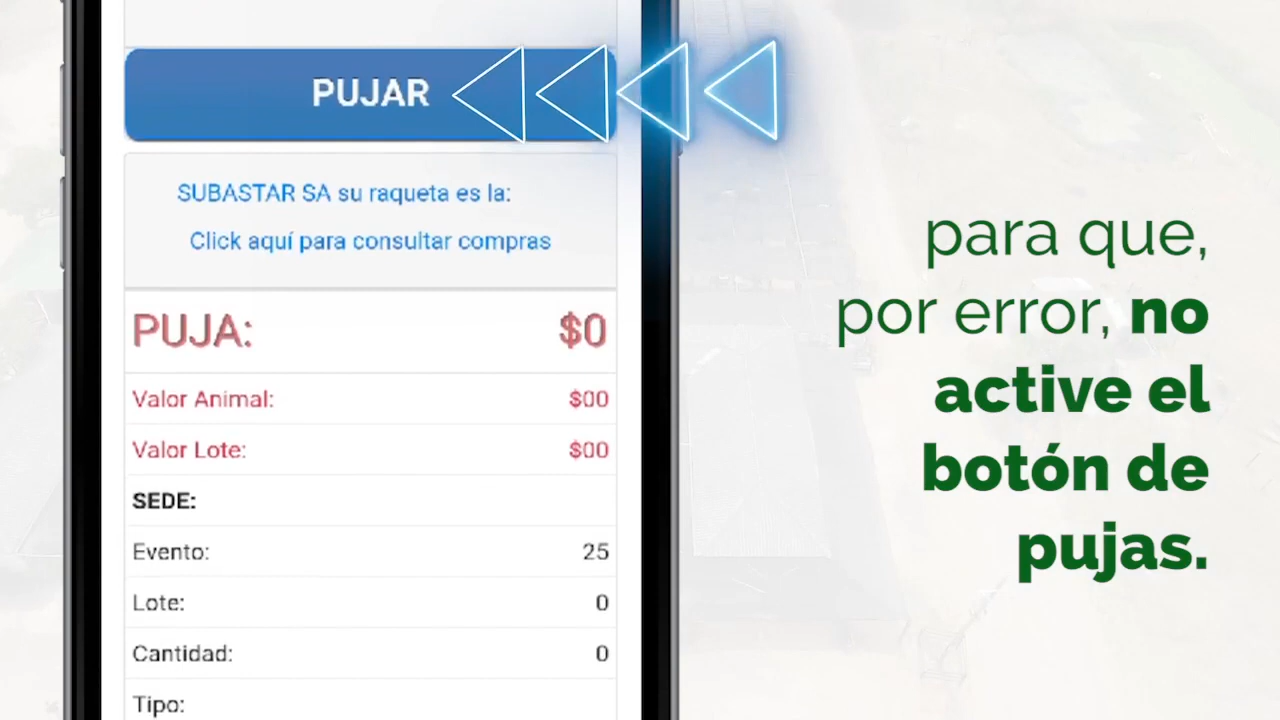 PUJAR
SUBASTAR SA su raqueta es la:
Click aquí para consultar compras
PUJA: $0
Valor Animal: $00
Valor Lote: $00
SEDE:
Evento: 25
Lote: 0
Cantidad: 0
Tipo:
para que,
por error, no
active el
botón de
pujas.